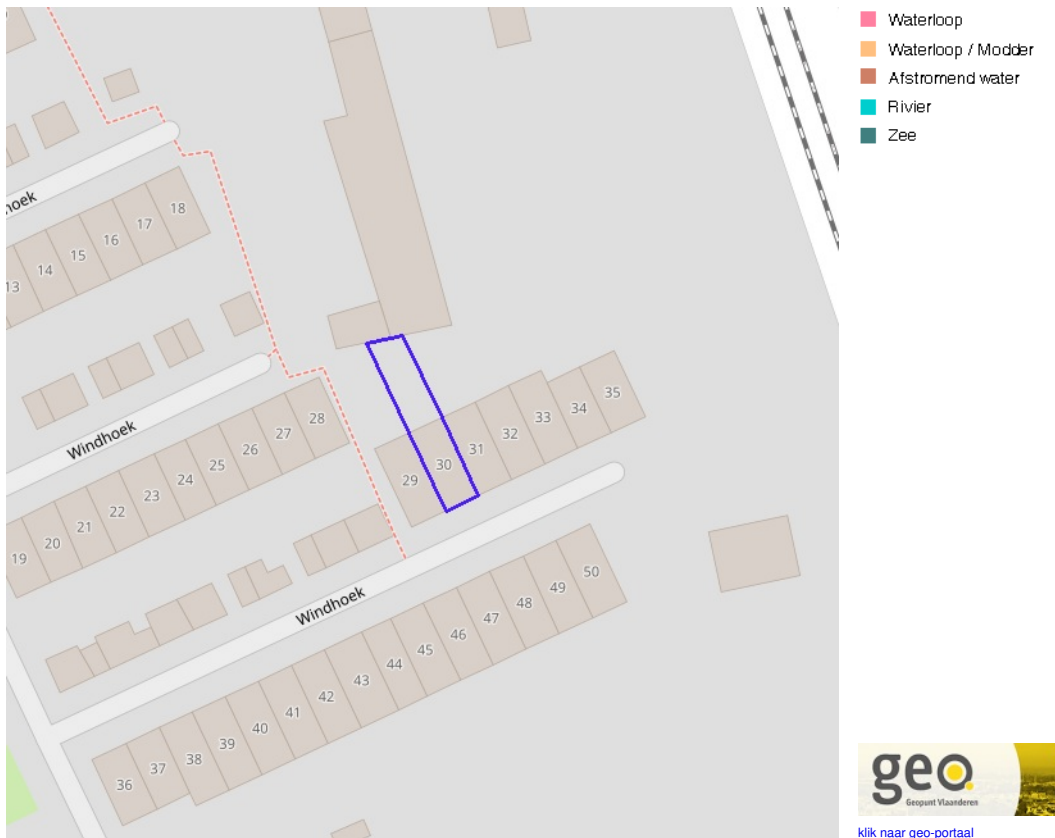 Waterloop
Waterloop / Modder
Afstromend water
Rivier
Zee
hoek
13 14 15 16 17 18
Windhoek
19 20 21 22 23 24 25 26 27 28
29 30 31 32 33 34 35
Windhoek
36 37 38 39 40 41 42 43 44 45 46 47 48 49 50
geo.
Geopunt Vlaanderen
klik naar geo-portaal